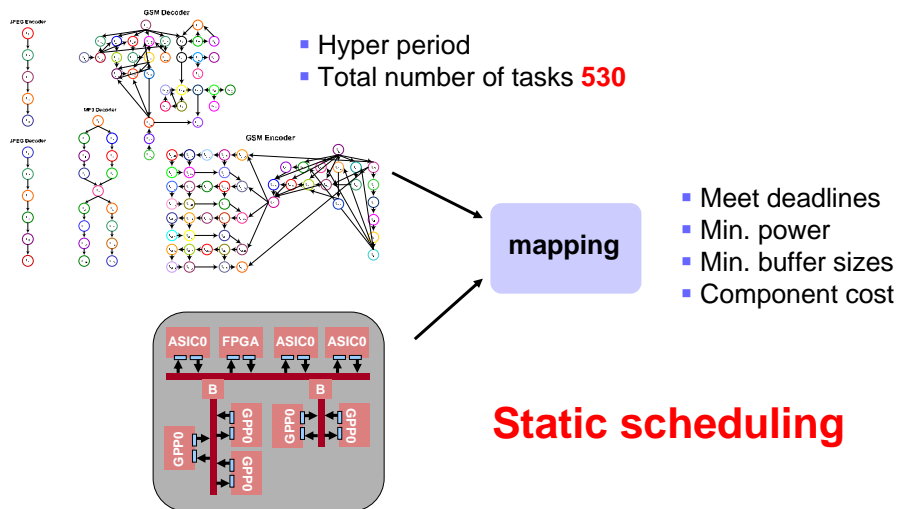 GSM Decoder
JPEG Encoder
Hyper period
Total number of tasks 530
MP3 Decoder
JPEG Decoder
GSM Encoder
mapping
Meet deadlines
Min. power
Min. buffer sizes
Component cost
ASIC0 FPGA ASIC0 ASIC0
B B
GPP0 GPP0 GPP0 GPP0
GPP0
Static scheduling